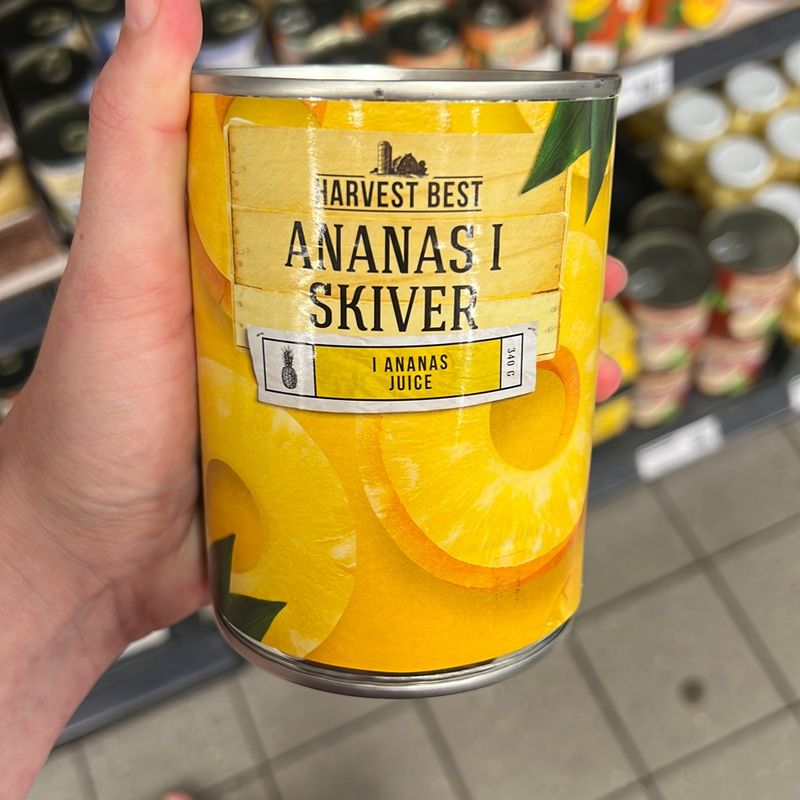 HARVEST BEST
ANANAS I
SKIVER
I ANANAS
JUICE
340 G